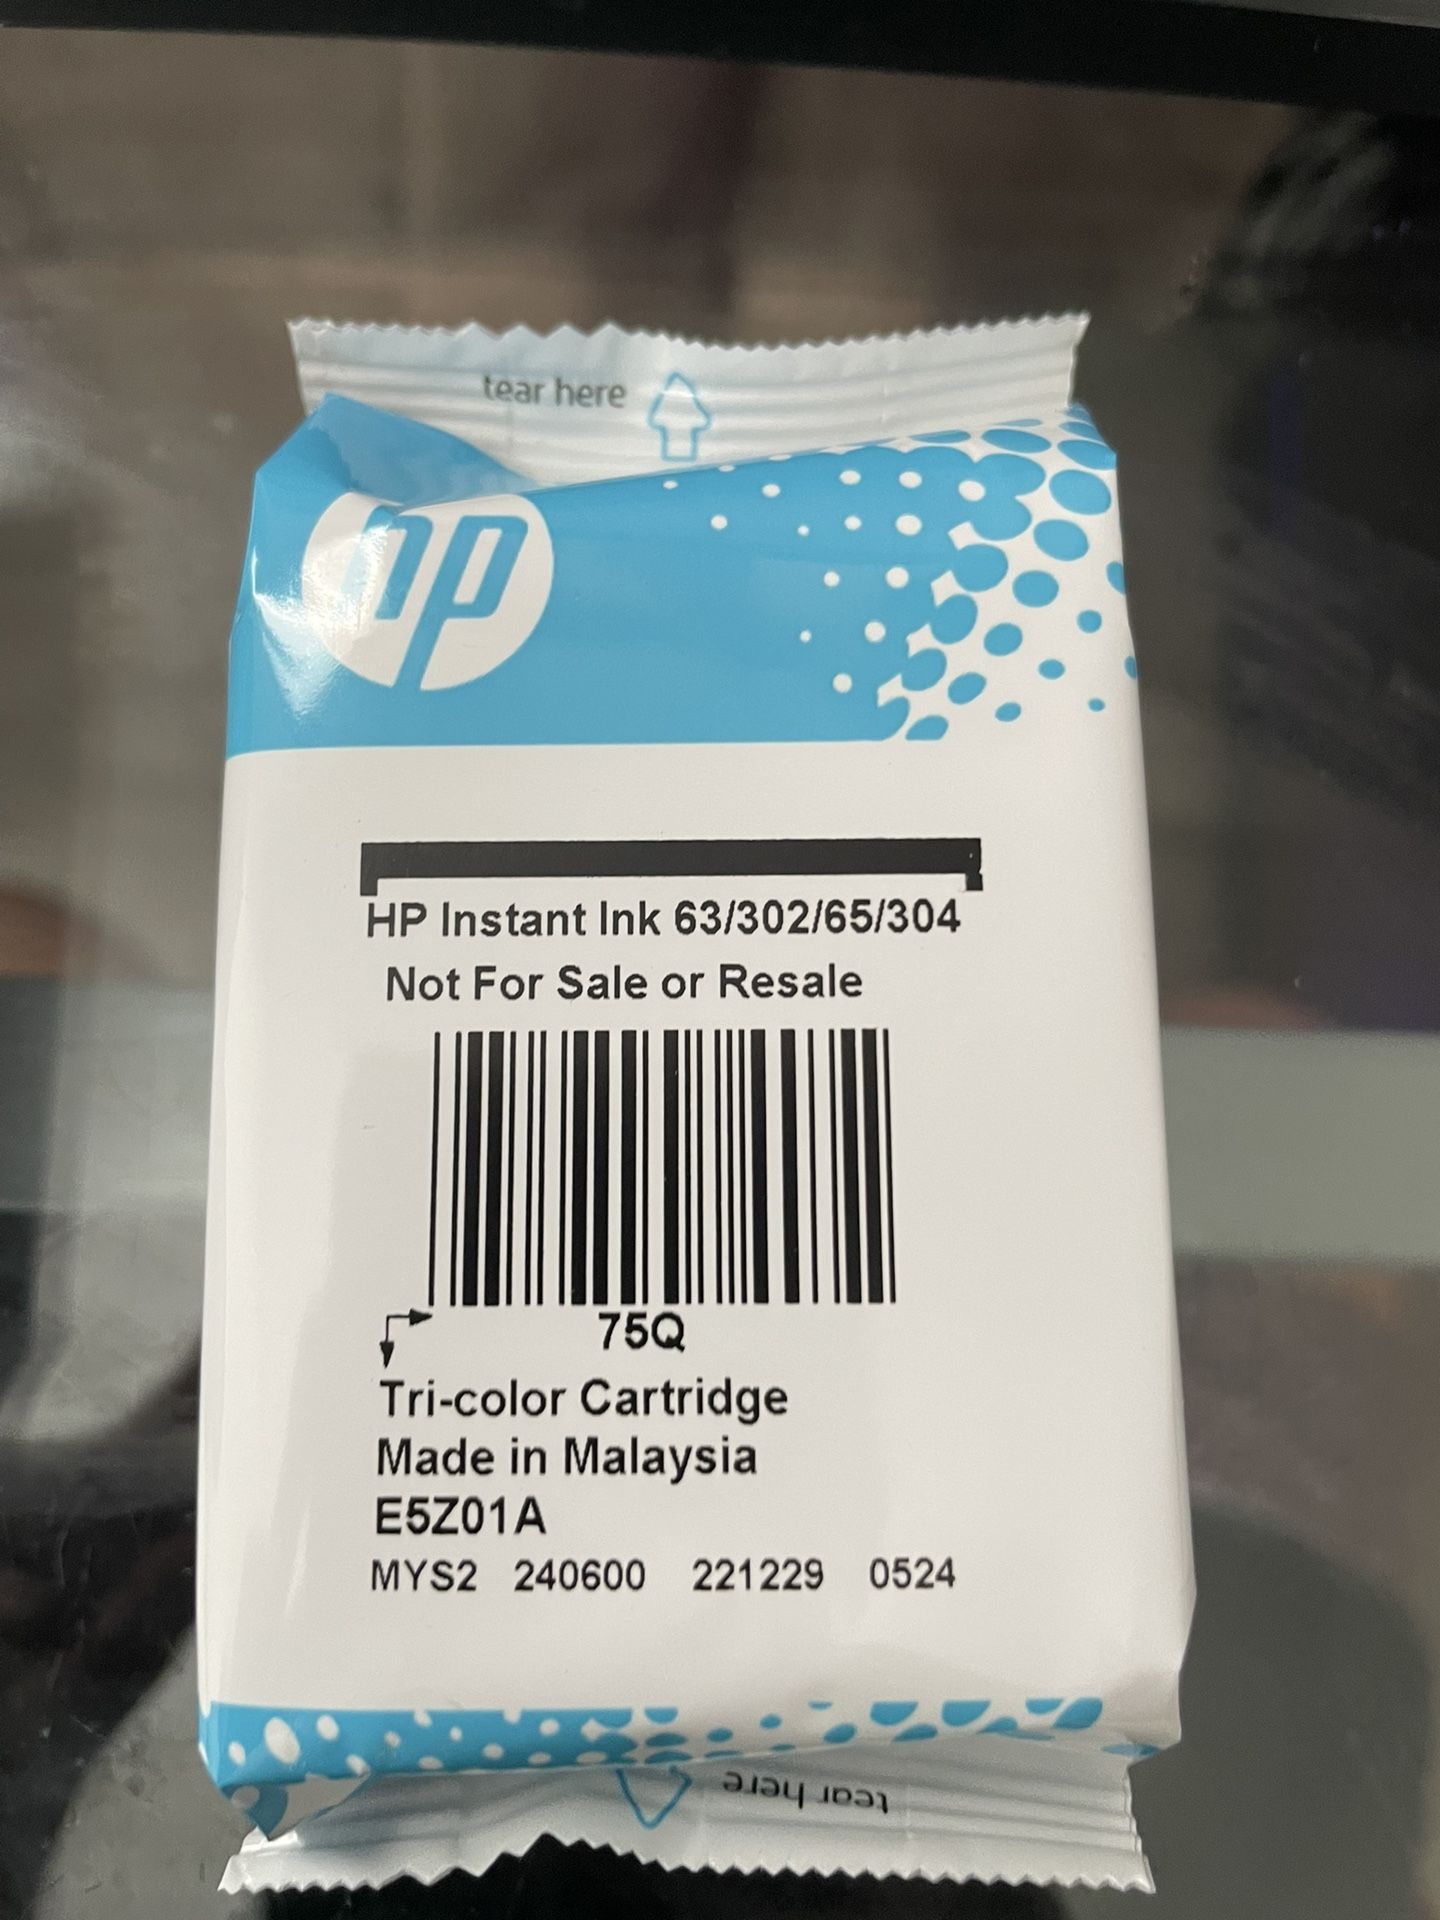 tear here
hp
HP Instant Ink 63/302/65/304
Not For Sale or Resale
75Q
Tri-color Cartridge
Made in Malaysia
E5Z01A
MYS2 240600 221229 0524
tear here